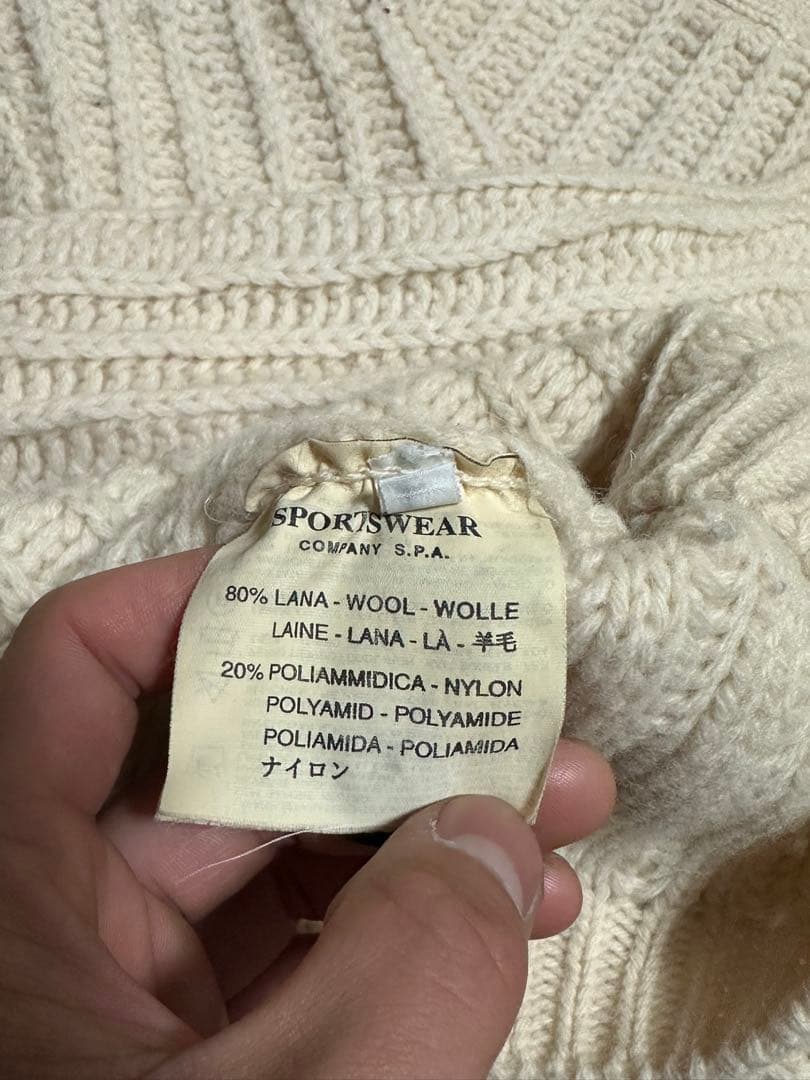 SPORTSWEAR
COMPANY S.P.A.
80% LANA - WOOL - WOLLE
LAINE - LANA - LÀ - 羊毛
20% POLIAMMIDICA - NYLON
POLYAMID - POLYAMIDE
POLIAMIDA - POLIAMIDA
ナイロン